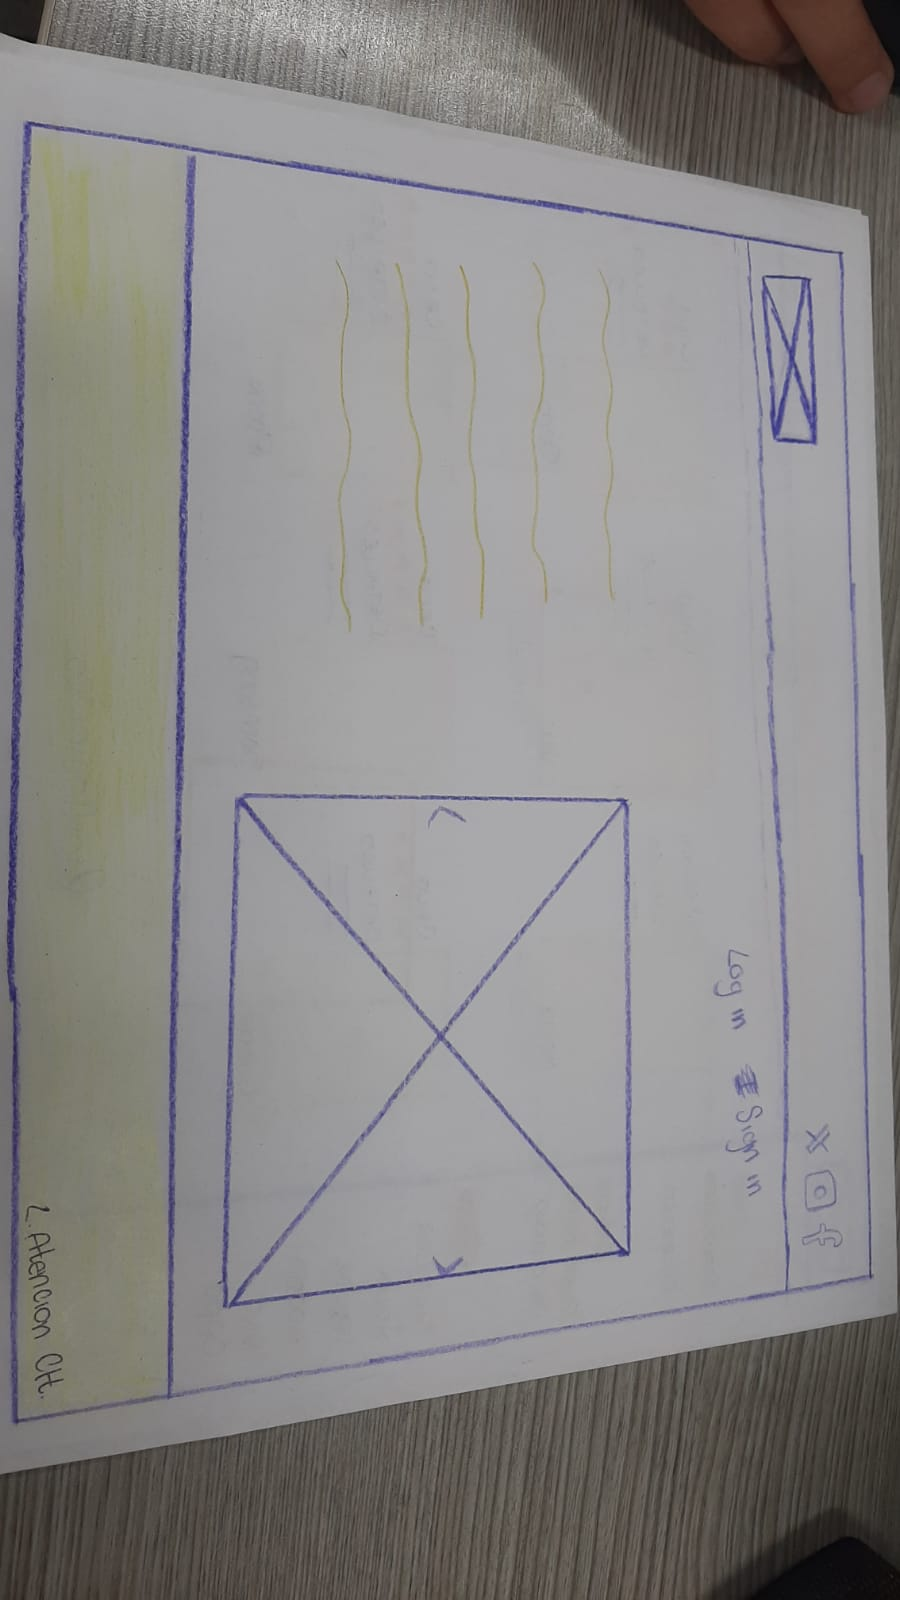 X f
Log in Sign in
L. Atencion Clt.